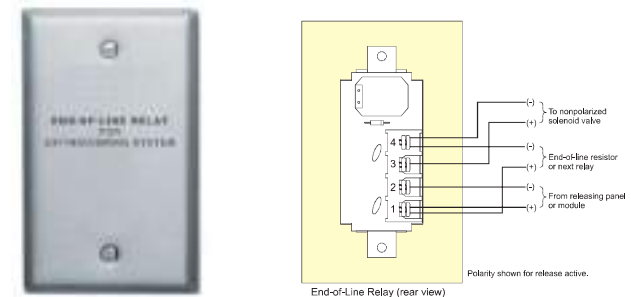 END-OF-LINE RELAY
FOR
EXTINGUISHING SYSTEM
4
3
2
1
(-)
(+)
To nonpolarized
solenoid valve
(-)
(+)
End-of-line resistor
or next relay
(-)
(+)
From releasing panel
or module
Polarity shown for release active.
End-of-Line Relay (rear view)